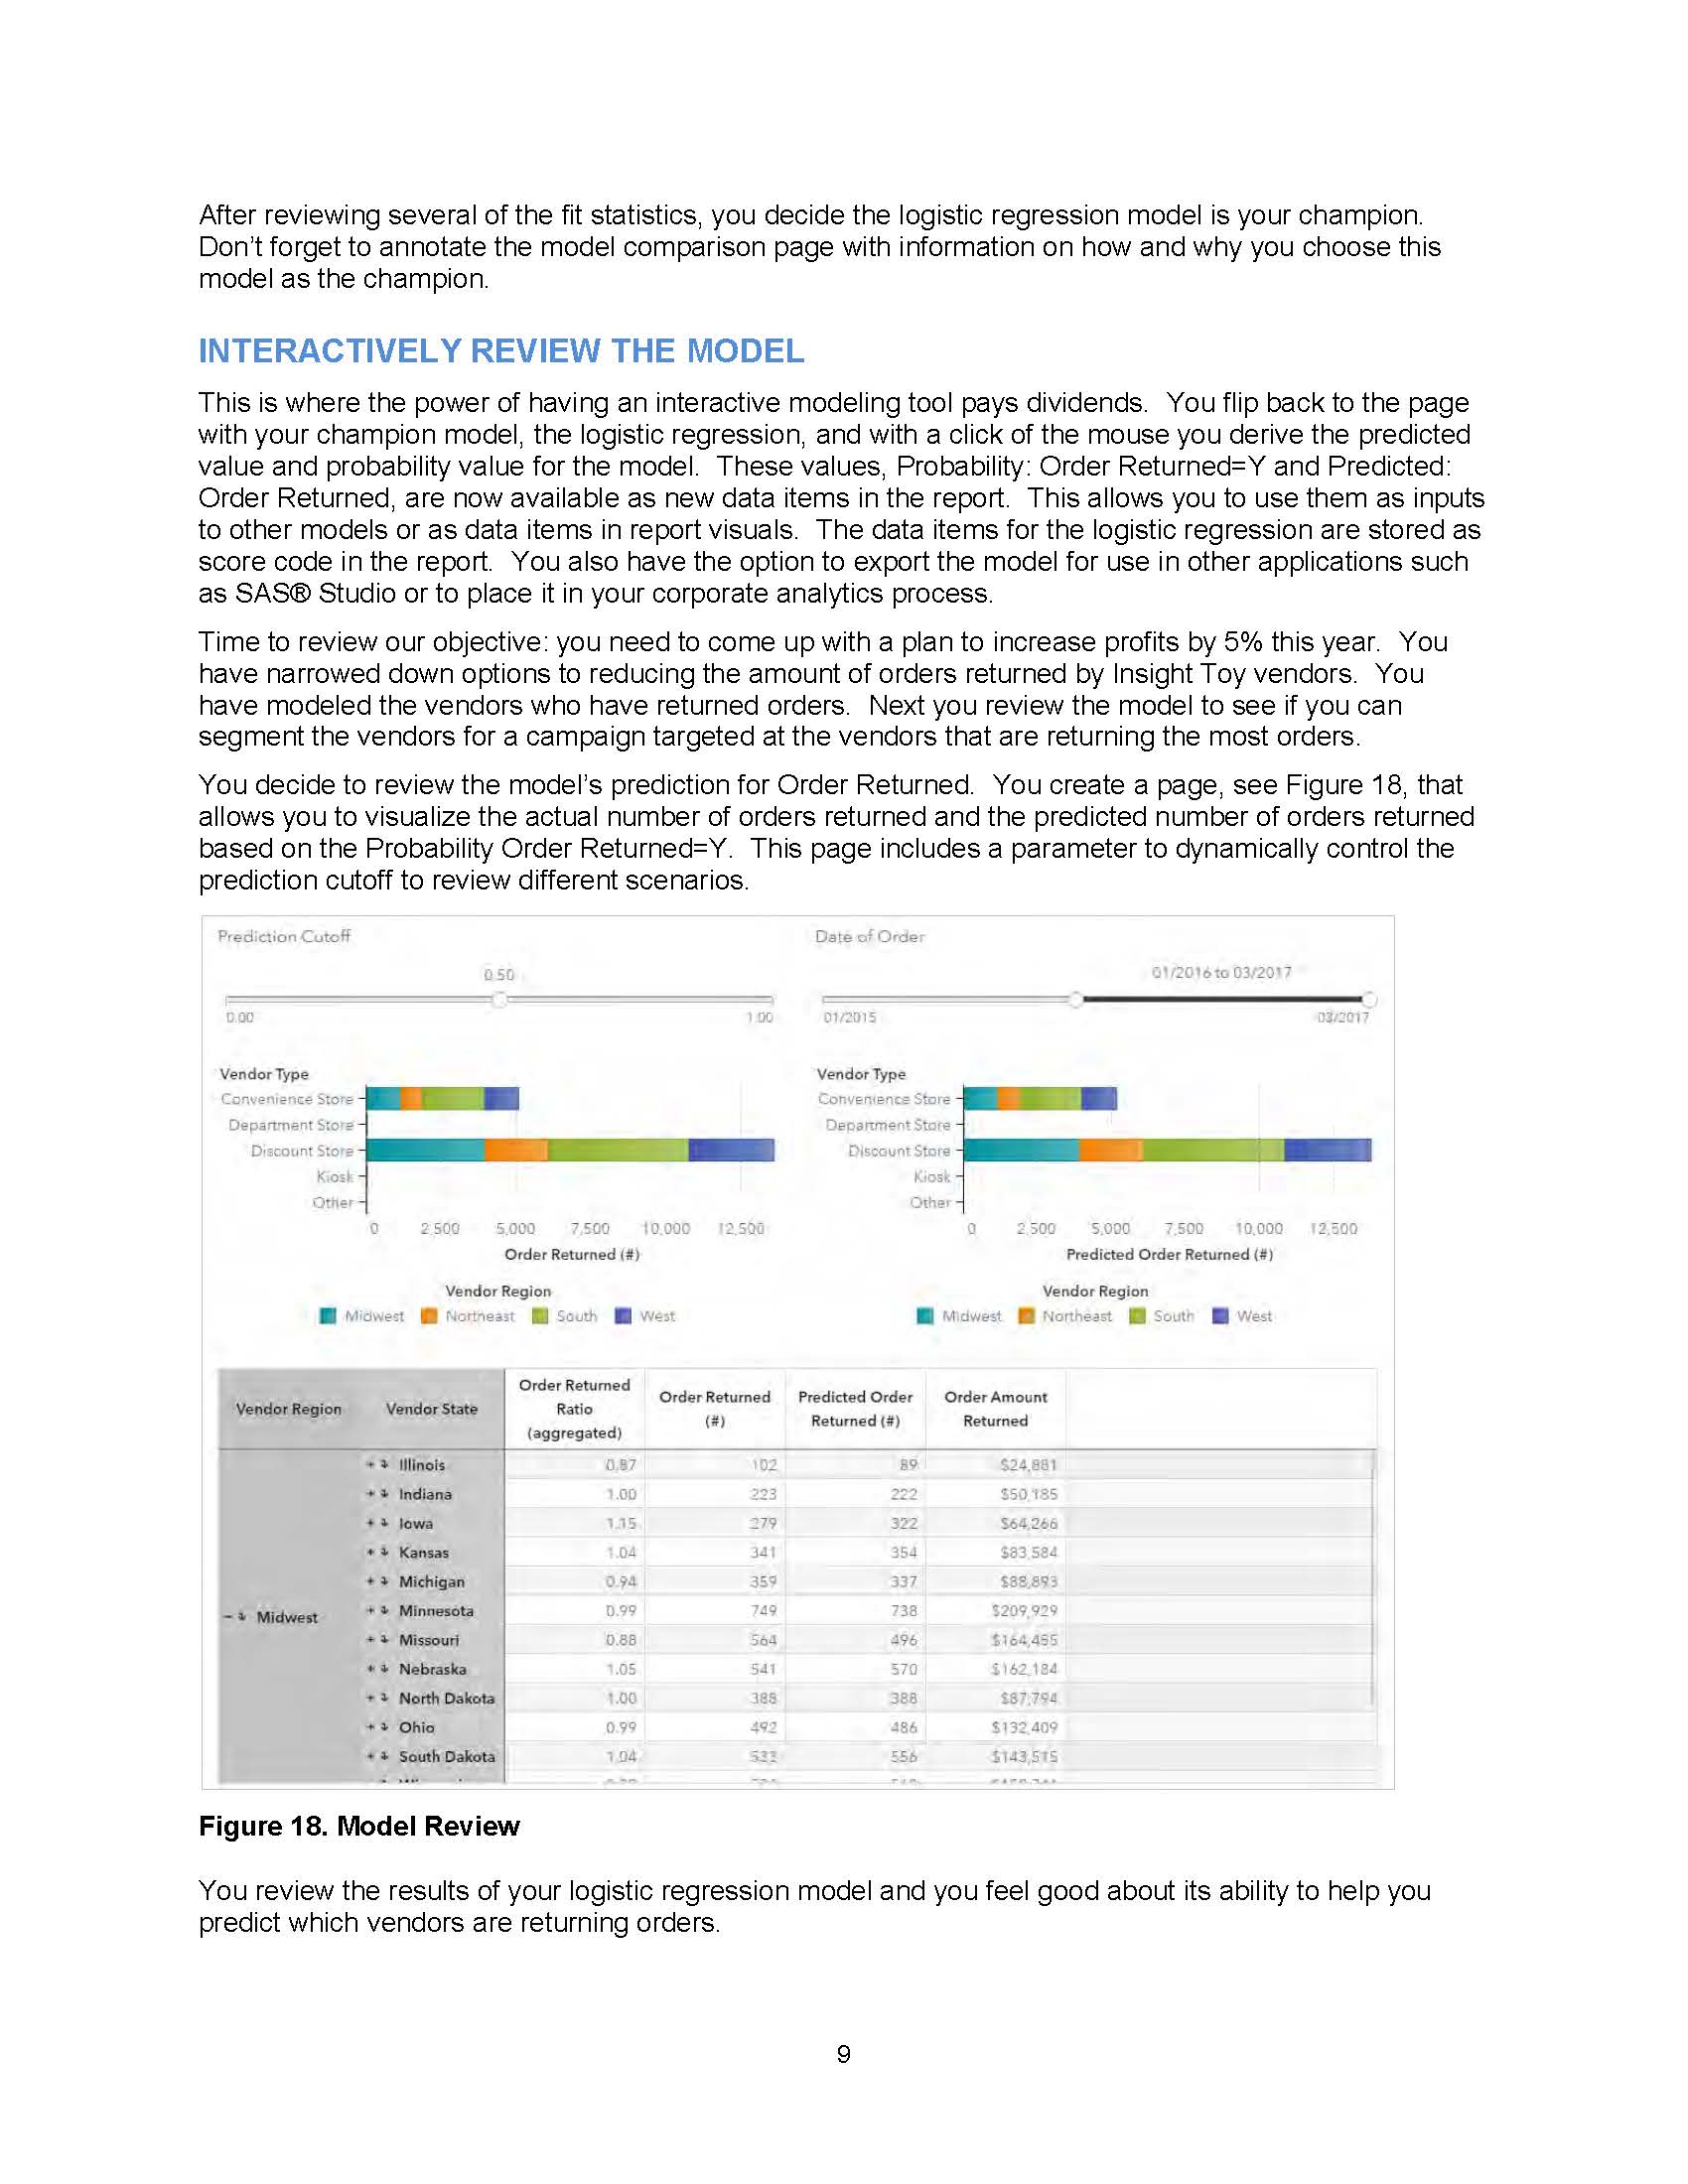 After reviewing several of the fit statistics, you decide the logistic regression model is your champion.
Don't forget to annotate the model comparison page with information on how and why you choose this
model as the champion.
INTERACTIVELY REVIEW THE MODEL
This is where the power of having an interactive modeling tool pays dividends.  You flip back to the page
with your champion model, the logistic regression, and with a click of the mouse you derive the predicted
value and probability value for the model.  These values, Probability: Order Returned=Y and Predicted:
Order Returned, are now available as new data items in the report.  This allows you to use them as inputs
to other models or as data items in report visuals.  The data items for the logistic regression are stored as
score code in the report.  You also have the option to export the model for use in other applications such
as SAS® Studio or to place it in your corporate analytics process.
Time to review our objective: you need to come up with a plan to increase profits by 5% this year.  You
have narrowed down options to reducing the amount of orders returned by Insight Toy vendors.  You
have modeled the vendors who have returned orders.  Next you review the model to see if you can
segment the vendors for a campaign targeted at the vendors that are returning the most orders.
You decide to review the model's prediction for Order Returned.  You create a page, see Figure 18, that
allows you to visualize the actual number of orders returned and the predicted number of orders returned
based on the Probability Order Returned=Y.  This page includes a parameter to dynamically control the
prediction cutoff to review different scenarios.
Prediction Cutoff
0.50
0.00 1.00
Date of Order
01/2016 to 03/2017
01/2015 03/2017
Vendor Type
Convenience Store
Department Store
Discount Store
Kiosk
Other
0 2,500 5,000 7,500 10,000 12,500
Order Returned (#)
Vendor Region
Midwest Northeast South West
Vendor Type
Convenience Store
Department Store
Discount Store
Kiosk
Other
0 2,500 5,000 7,500 10,000 12,500
Predicted Order Returned (#)
Vendor Region
Midwest Northeast South West
Vendor Region Vendor State Order Returned Ratio (aggregated) Order Returned (#) Predicted Order Returned (#) Order Amount Returned
Illinois 0.87 102 89 $24,881
Indiana 1.00 223 222 $50,185
Iowa 1.15 279 322 $64,266
Kansas 1.04 341 354 $83,584
Michigan 0.94 359 337 $88,893
Midwest Minnesota 0.99 749 738 $209,929
Missouri 0.88 564 496 $164,455
Nebraska 1.05 541 570 $162,184
North Dakota 1.00 388 388 $87,794
Ohio 0.99 492 486 $132,409
South Dakota 1.04 533 556 $143,515
Figure 18. Model Review
You review the results of your logistic regression model and you feel good about its ability to help you
predict which vendors are returning orders.
9